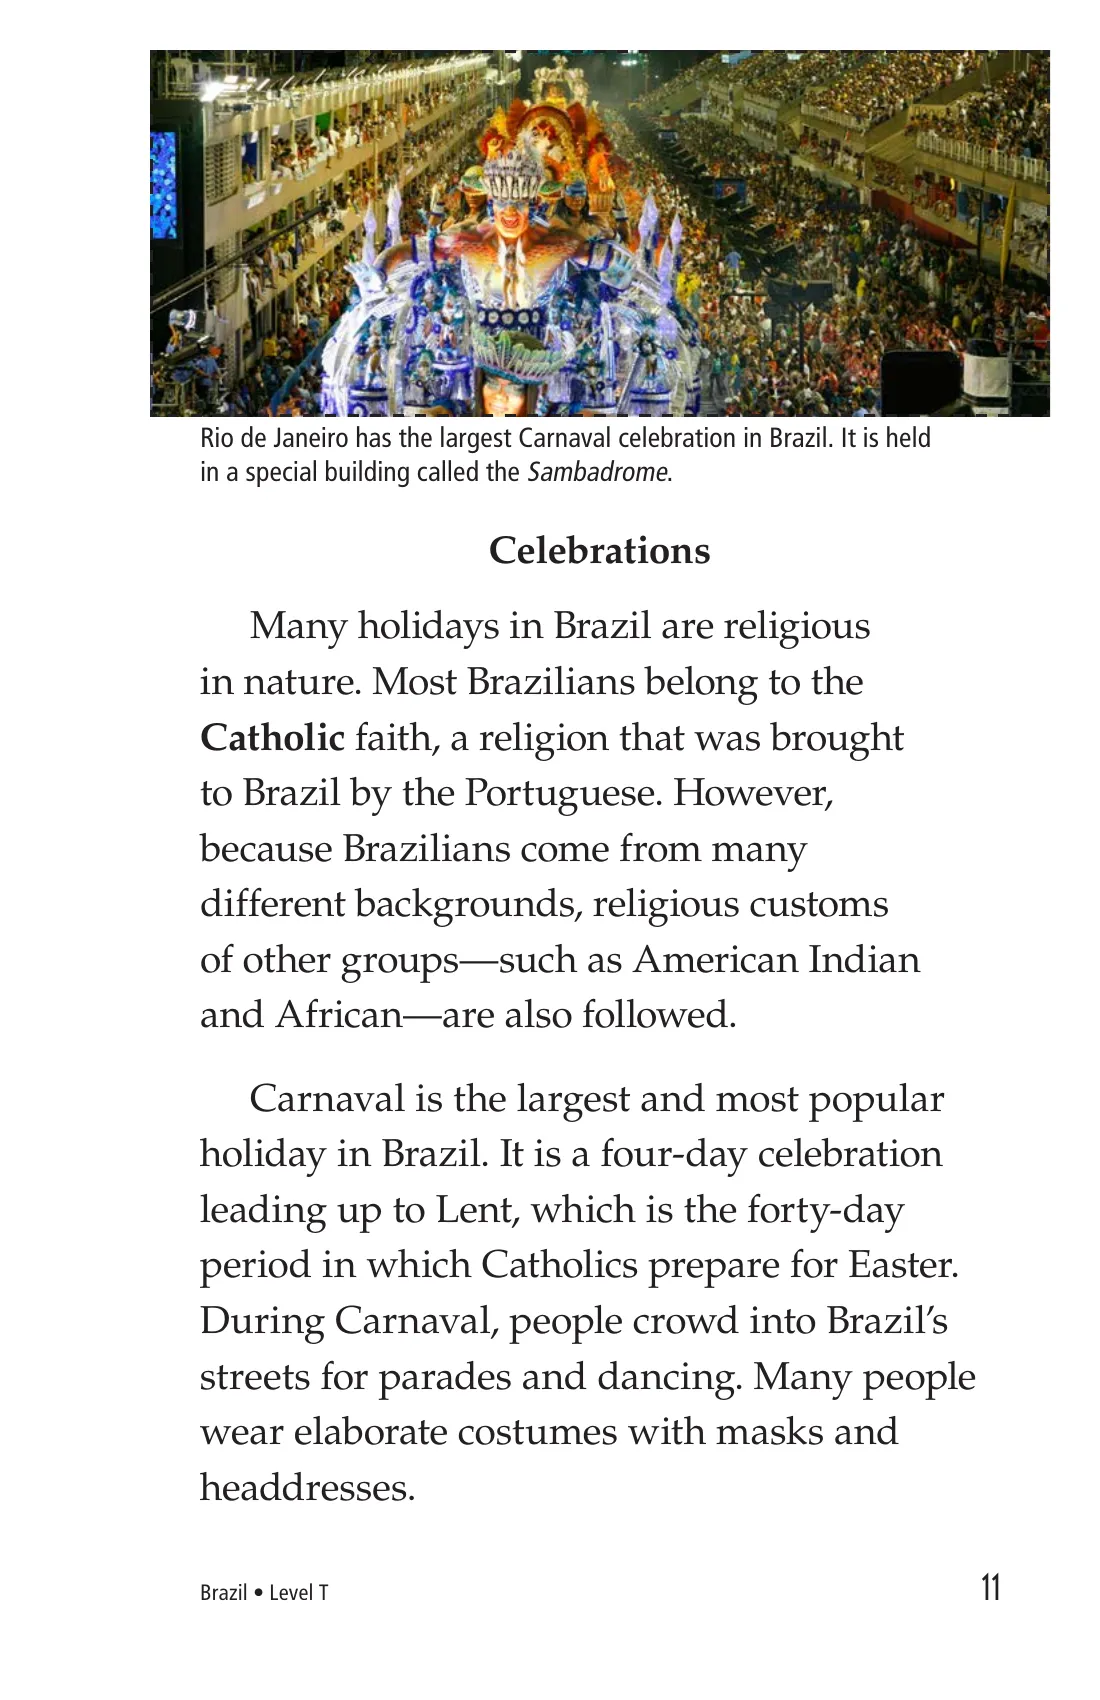 Rio de Janeiro has the largest Carnaval celebration in Brazil. It is held
in a special building called the Sambadrome.
Celebrations
Many holidays in Brazil are religious
in nature. Most Brazilians belong to the
Catholic faith, a religion that was brought
to Brazil by the Portuguese. However,
because Brazilians come from many
different backgrounds, religious customs
of other groups—such as American Indian
and African—are also followed.
Carnaval is the largest and most popular
holiday in Brazil. It is a four-day celebration
leading up to Lent, which is the forty-day
period in which Catholics prepare for Easter.
During Carnaval, people crowd into Brazil’s
streets for parades and dancing. Many people
wear elaborate costumes with masks and
headdresses.
Brazil • Level T
11